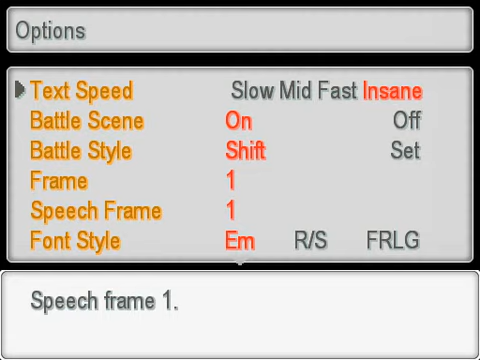 Options
Text Speed Slow Mid Fast Insane
Battle Scene On Off
Battle Style Shift Set
Frame 1
Speech Frame 1
Font Style Em R/S FRLG
Speech frame 1.